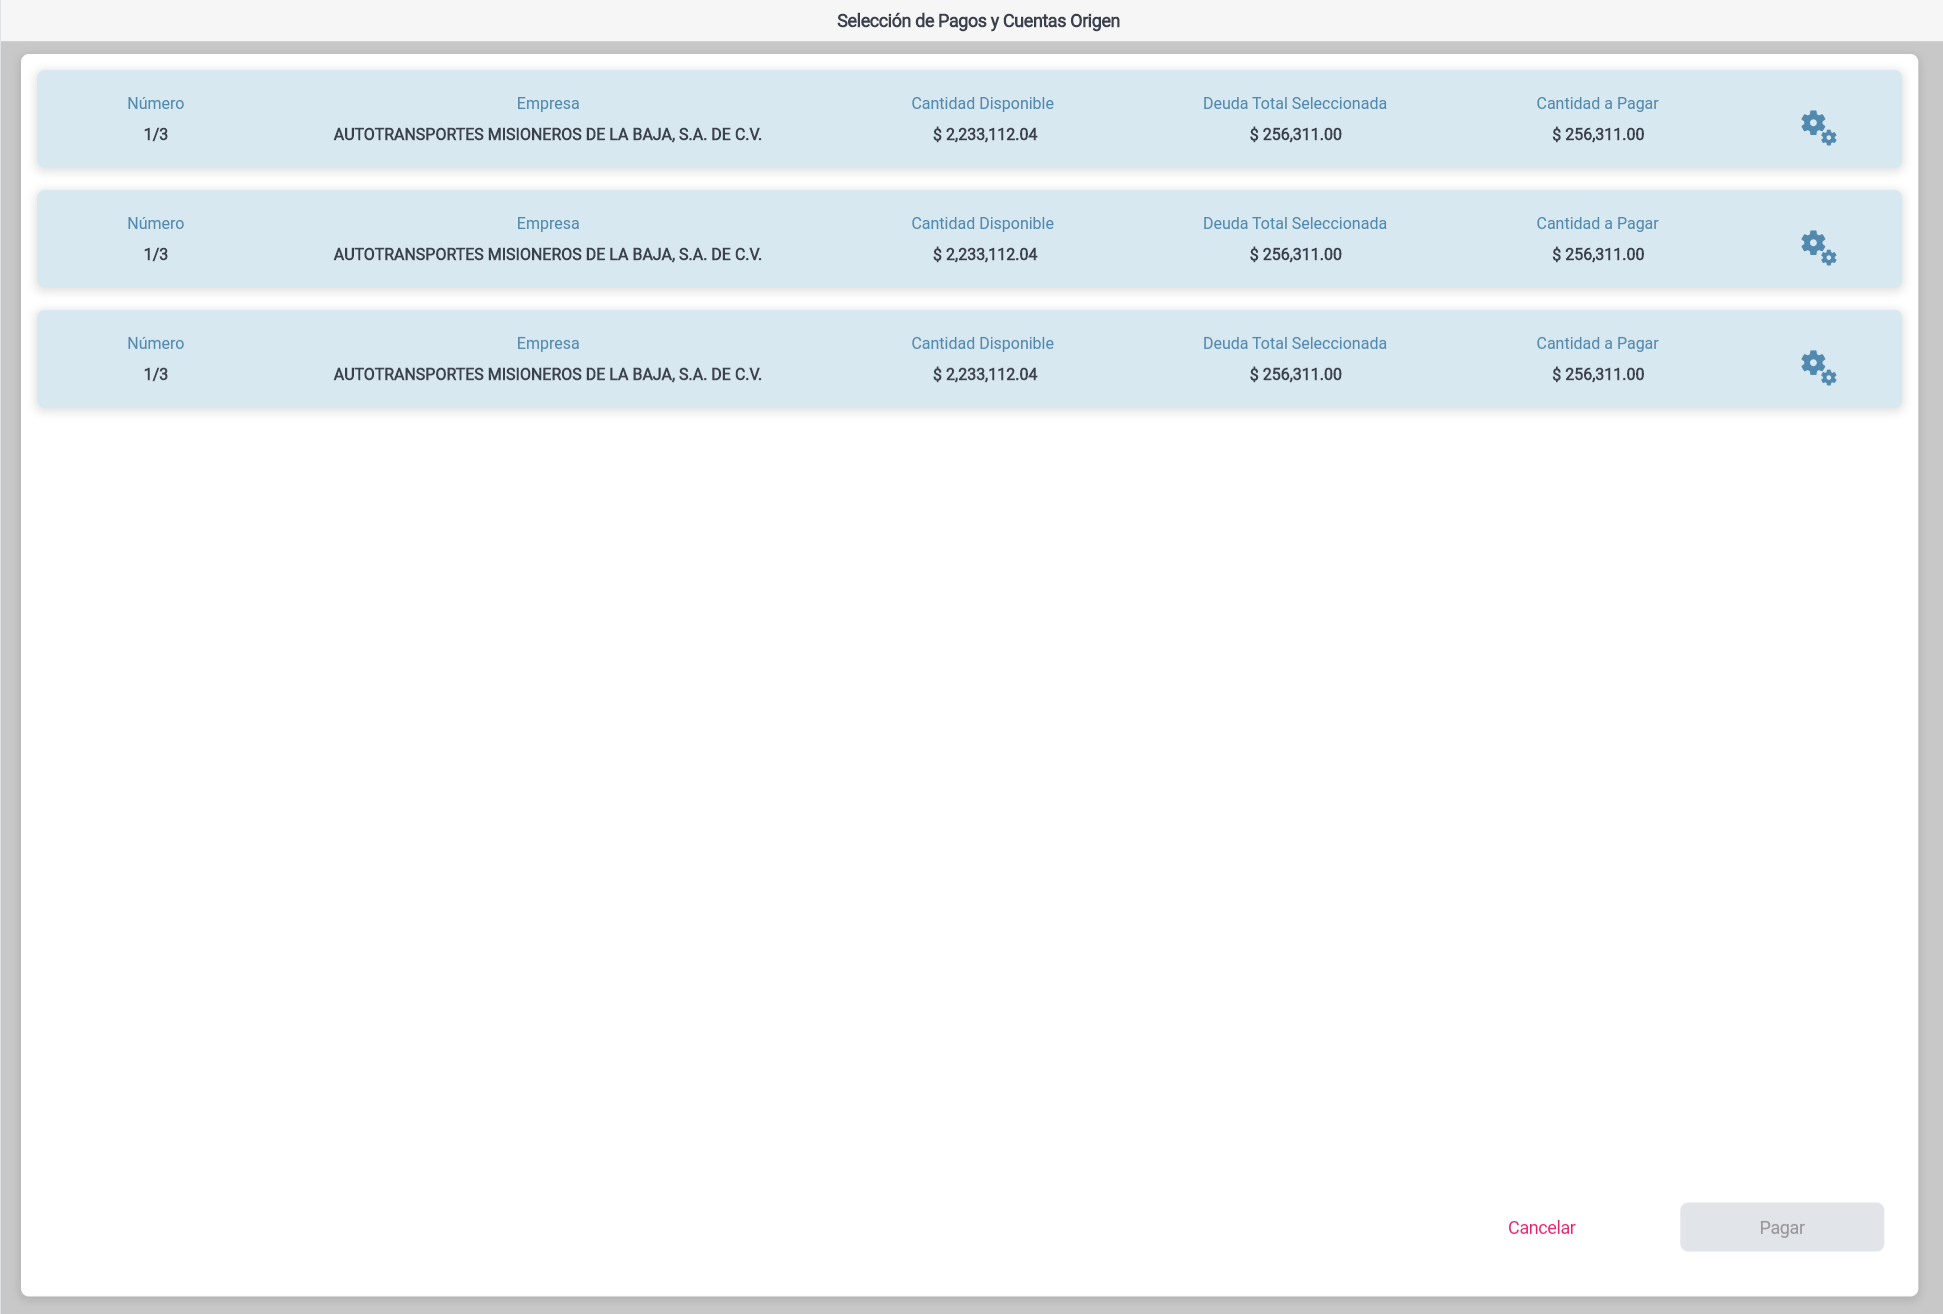 Selección de Pagos y Cuentas Origen
Número Empresa Cantidad Disponible Deuda Total Seleccionada Cantidad a Pagar
1/3 AUTOTRANSPORTES MISIONEROS DE LA BAJA, S.A. DE C.V. $ 2,233,112.04 $ 256,311.00 $ 256,311.00
Número Empresa Cantidad Disponible Deuda Total Seleccionada Cantidad a Pagar
1/3 AUTOTRANSPORTES MISIONEROS DE LA BAJA, S.A. DE C.V. $ 2,233,112.04 $ 256,311.00 $ 256,311.00
Número Empresa Cantidad Disponible Deuda Total Seleccionada Cantidad a Pagar
1/3 AUTOTRANSPORTES MISIONEROS DE LA BAJA, S.A. DE C.V. $ 2,233,112.04 $ 256,311.00 $ 256,311.00
Cancelar Pagar